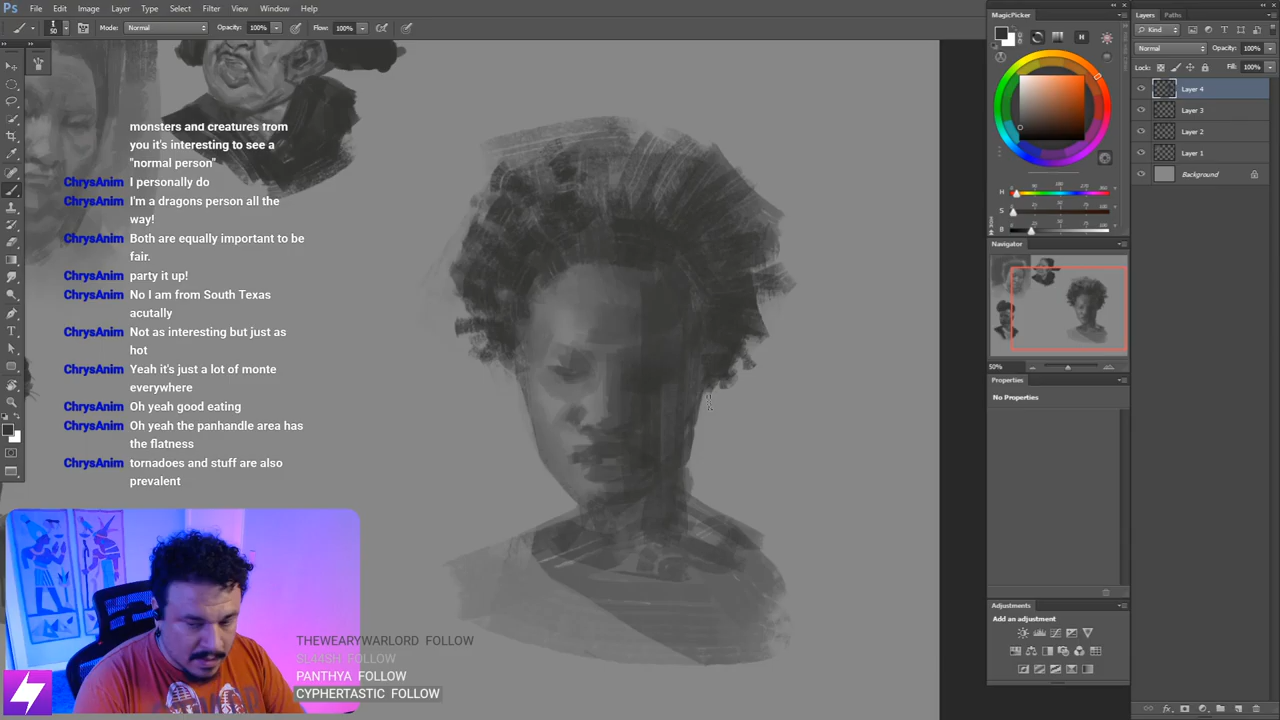 Ps File Edit Image Layer Type Select Filter View Window Help
50 Mode: Normal Opacity: 100% Flow: 100%
MagicPicker
H
H
S
B
Navigator
50%
Properties
No Properties
Adjustments
Add an adjustment
Layers Paths
Kind
Normal Opacity: 100%
Lock: Fill: 100%
Layer 4
Layer 3
Layer 2
Layer 1
Background
fx
monsters and creatures from
you it's interesting to see a
"normal person"
ChrysAnim I personally do
ChrysAnim I'm a dragons person all the
way!
ChrysAnim Both are equally important to be
fair.
ChrysAnim party it up!
ChrysAnim No I am from South Texas
acutally
ChrysAnim Not as interesting but just as
hot
ChrysAnim Yeah it's just a lot of monte
everywhere
ChrysAnim Oh yeah good eating
ChrysAnim Oh yeah the panhandle area has
the flatness
ChrysAnim tornadoes and stuff are also
prevalent
THEWEARYWARLORD FOLLOW
SL44SH FOLLOW
PANTHYA FOLLOW
CYPHERTASTIC FOLLOW